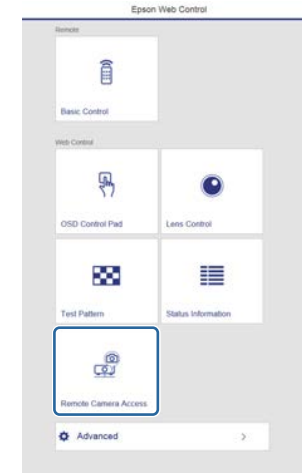 Epson Web Control
Remote
Basic Control
Web Control
OSD Control Pad
Lens Control
Test Pattern
Status Information
Remote Camera Access
Advanced